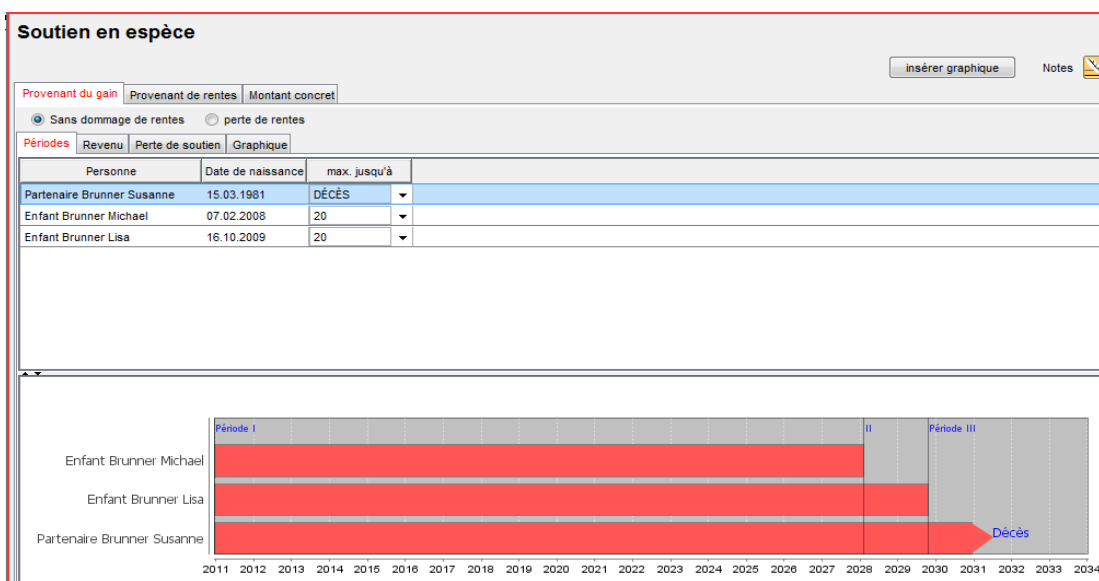 Soutien en espèce
insérer graphique Notes
Provenant du gain Provenant de rentes Montant concret
Sans dommage de rentes perte de rentes
Périodes Revenu Perte de soutien Graphique
Personne Date de naissance max. jusqu'à
Partenaire Brunner Susanne 15.03.1981 DÉCÈS
Enfant Brunner Michael 07.02.2008 20
Enfant Brunner Lisa 16.10.2009 20
Période I II Période III
Enfant Brunner Michael
Enfant Brunner Lisa
Partenaire Brunner Susanne Décès
2011 2012 2013 2014 2015 2016 2017 2018 2019 2020 2021 2022 2023 2024 2025 2026 2027 2028 2029 2030 2031 2032 2033 2034